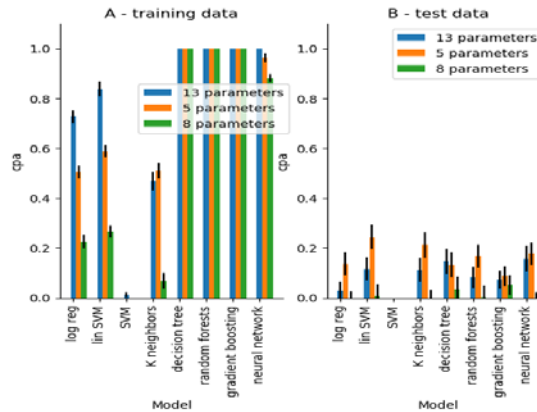 A - training data
1.0
0.8
0.6
0.4
0.2
0.0
cpa
13 parameters
5 parameters
8 parameters
log reg
lin SVM
SVM
K neighbors
decision tree
random forests
gradient boosting
neural network
Model
B - test data
13 parameters
5 parameters
8 parameters
1.0
0.8
0.6
0.4
0.2
0.0
cpa
log reg
lin SVM
SVM
K neighbors
decision tree
random forests
gradient boosting
neural network
Model